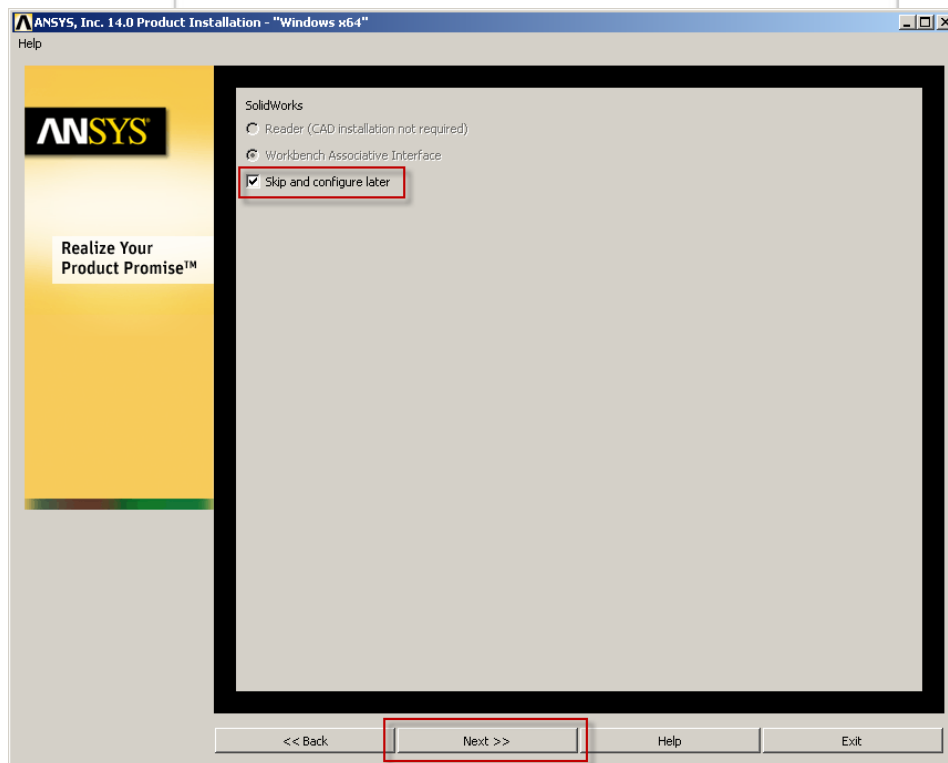 ANSYS, Inc. 14.0 Product Installation - "Windows x64"
Help
ANSYS®
Realize Your
Product Promise™
SolidWorks
Reader (CAD installation not required)
Workbench Associative Interface
Skip and configure later
<< Back
Next >>
Help
Exit